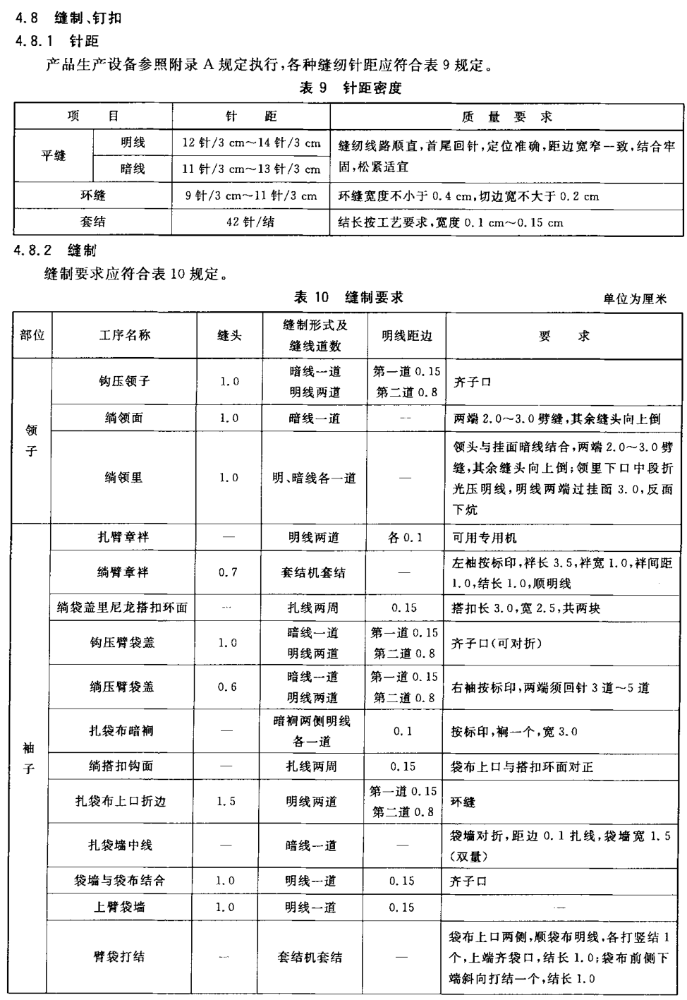 4.8 缝制、钉扣
4.8.1 针距
产品生产设备参照附录 A 规定执行,各种缝纫针距应符合表 9 规定。
表 9 针距密度
项 目 针 距 质 量 要 求
平缝 明线 12 针/3 cm～14 针/3 cm 缝纫线路顺直,首尾回针,定位准确,距边宽窄一致,结合牢
暗线 11 针/3 cm～13 针/3 cm 固,松紧适宜
环缝 9 针/3 cm～11 针/3 cm 环缝宽度不小于 0.4 cm,切边宽不大于 0.2 cm
套结 42 针/结 结长按工艺要求,宽度 0.1 cm～0.15 cm
4.8.2 缝制
缝制要求应符合表 10 规定。
表 10 缝制要求 单位为厘米
部位 工序名称 缝头 缝制形式及 明线距边 要 求
缝线道数
领子
钩压领子 1.0 暗线一道 第一道 0.15 齐子口
明线两道 第二道 0.8
绱领面 1.0 暗线一道 — 两端 2.0～3.0 劈缝,其余缝头向上倒
绱领里 1.0 明、暗线各一道 — 领头与挂面暗线结合,两端 2.0～3.0 劈
缝,其余缝头向上倒;领里下口中段折
光压明线,明线两端过挂面 3.0,反面
下炕
袖子
扎臂章袢 — 明线两道 各 0.1 可用专用机
绱臂章袢 0.7 套结机套结 — 左袖按标印,袢长 3.5,袢宽 1.0,袢间距
1.0,结长 1.0,顺明线
绱袋盖里尼龙搭扣环面 — 扎线两周 0.15 搭扣长 3.0,宽 2.5,共两块
钩压臂袋盖 1.0 暗线一道 第一道 0.15 齐子口(可对折)
明线两道 第二道 0.8
绱压臂袋盖 0.6 暗线一道 第一道 0.15 右袖按标印,两端须回针 3 道～5 道
明线两道 第二道 0.8
扎袋布暗裥 — 暗裥两侧明线 0.1 按标印,裥一个,宽 3.0
各一道
绱搭扣钩面 — 扎线两周 0.15 袋布上口与搭扣环面对正
扎袋布上口折边 1.5 明线两道 第一道 0.15 环缝
第二道 0.8
扎袋墙中线 — 暗线一道 — 袋墙对折,距边 0.1 扎线,袋墙宽 1.5
(双量)
袋墙与袋布结合 1.0 明线一道 0.15 齐子口
上臂袋墙 1.0 明线一道 0.15 —
臂袋打结 — 套结机套结 — 袋布上口两侧,顺袋布明线,各打竖结 1
个,上端齐袋口,结长 1.0;袋布前侧下
端斜向打结一个,结长 1.0